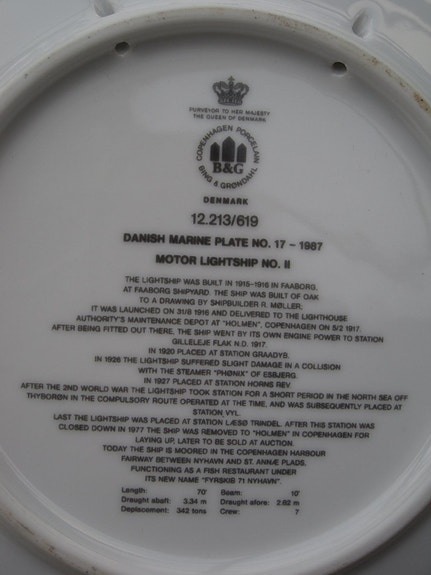 PURVEYOR TO HER MAJESTY
THE QUEEN OF DENMARK
COPENHAGEN PORCELAIN
B&G
BING & GRØNDAHL
DENMARK
12.213/619
DANISH MARINE PLATE NO. 17 – 1987
MOTOR LIGHTSHIP NO. II
THE LIGHTSHIP WAS BUILT IN 1915-1916 IN FAABORG,
AT FAABORG SHIPYARD. THE SHIP WAS BUILT OF OAK
TO A DRAWING BY SHIPBUILDER R. MØLLER.
IT WAS LAUNCHED ON 31/8 1916 AND DELIVERED TO THE LIGHTHOUSE
AUTHORITY'S MAINTENANCE DEPOT AT "HOLMEN", COPENHAGEN ON 5/2 1917.
AFTER BEING FITTED OUT THERE, THE SHIP WENT BY ITS OWN ENGINE POWER TO STATION
GILLELEJE FLAK N.D. 1917.
IN 1920 PLACED AT STATION GRAADYB.
IN 1926 THE LIGHTSHIP SUFFERED SLIGHT DAMAGE IN A COLLISION
WITH THE STEAMER "PHØNIX" OF ESBJERG.
IN 1927 PLACED AT STATION HORNS REV.
AFTER THE 2ND WORLD WAR THE LIGHTSHIP TOOK STATION FOR A SHORT PERIOD IN THE NORTH SEA OFF
THYBORØN IN THE COMPULSORY ROUTE OPERATED AT THE TIME, AND WAS SUBSEQUENTLY PLACED AT
STATION VYL.
LAST THE LIGHTSHIP WAS PLACED AT STATION LÆSØ TRINDEL. AFTER THIS STATION WAS
CLOSED DOWN IN 1977 THE SHIP WAS REMOVED TO "HOLMEN" IN COPENHAGEN FOR
LAYING UP, LATER TO BE SOLD AT AUCTION.
TODAY THE SHIP IS MOORED IN THE COPENHAGEN HARBOUR
FAIRWAY BETWEEN NYHAVN AND ST. ANNÆ PLADS.
FUNCTIONING AS A FISH RESTAURANT UNDER
ITS NEW NAME "FYRSKIB 71 NYHAVN".
Length: 70' Beam: 10'
Draught abaft: 3.34 m Draught afore: 2.62 m
Deplacement: 342 tons Crew: 7